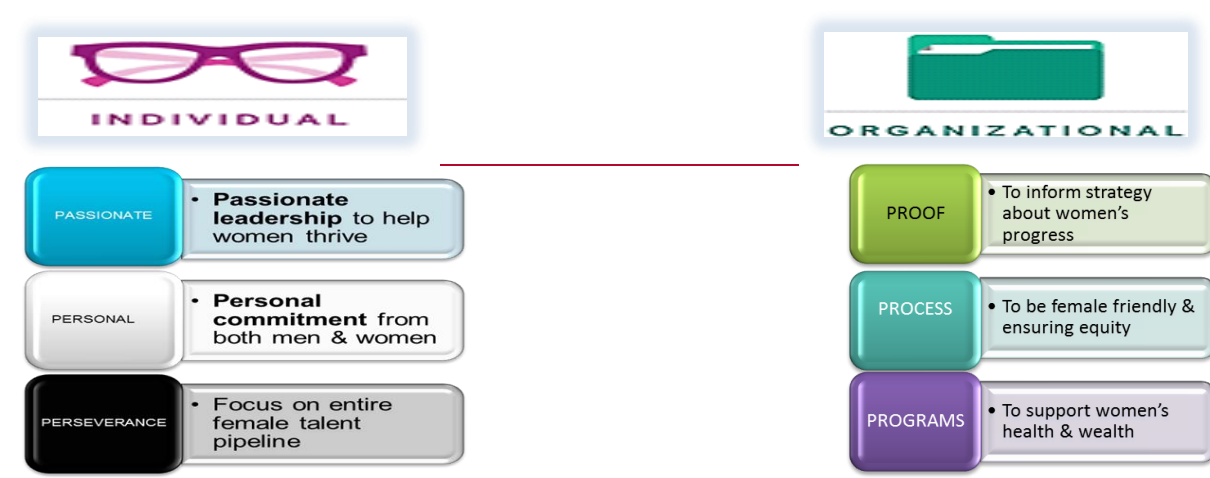 INDIVIDUAL
PASSIONATE
• Passionate
leadership to help
women thrive
PERSONAL
• Personal
commitment from
both men & women
PERSEVERANCE
• Focus on entire
female talent
pipeline
ORGANIZATIONAL
PROOF
• To inform strategy
about women’s
progress
PROCESS
• To be female friendly &
ensuring equity
PROGRAMS
• To support women’s
health & wealth